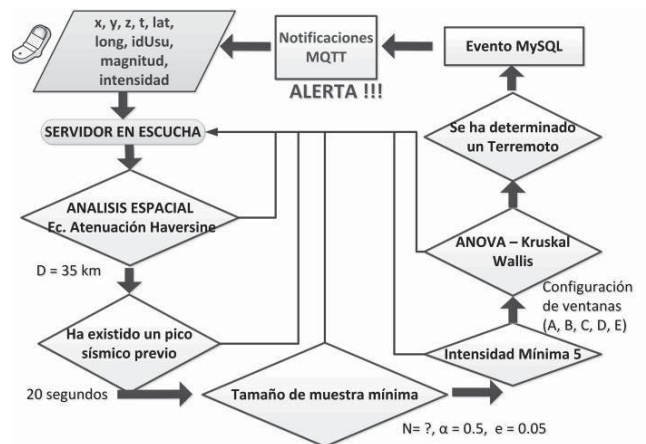 x, y, z, t, lat,
long, idUsu,
magnitud,
intensidad
Notificaciones
MQTT
ALERTA !!!
Evento MySQL
SERVIDOR EN ESCUCHA
Se ha determinado
un Terremoto
ANALISIS ESPACIAL
Ec. Atenuación Haversine
D = 35 km
ANOVA – Kruskal
Wallis
Configuración
de ventanas
(A, B, C, D, E)
Ha existido un pico
sísmico previo
Intensidad Mínima 5
20 segundos
Tamaño de muestra mínima
N= ?, α = 0.5, e = 0.05